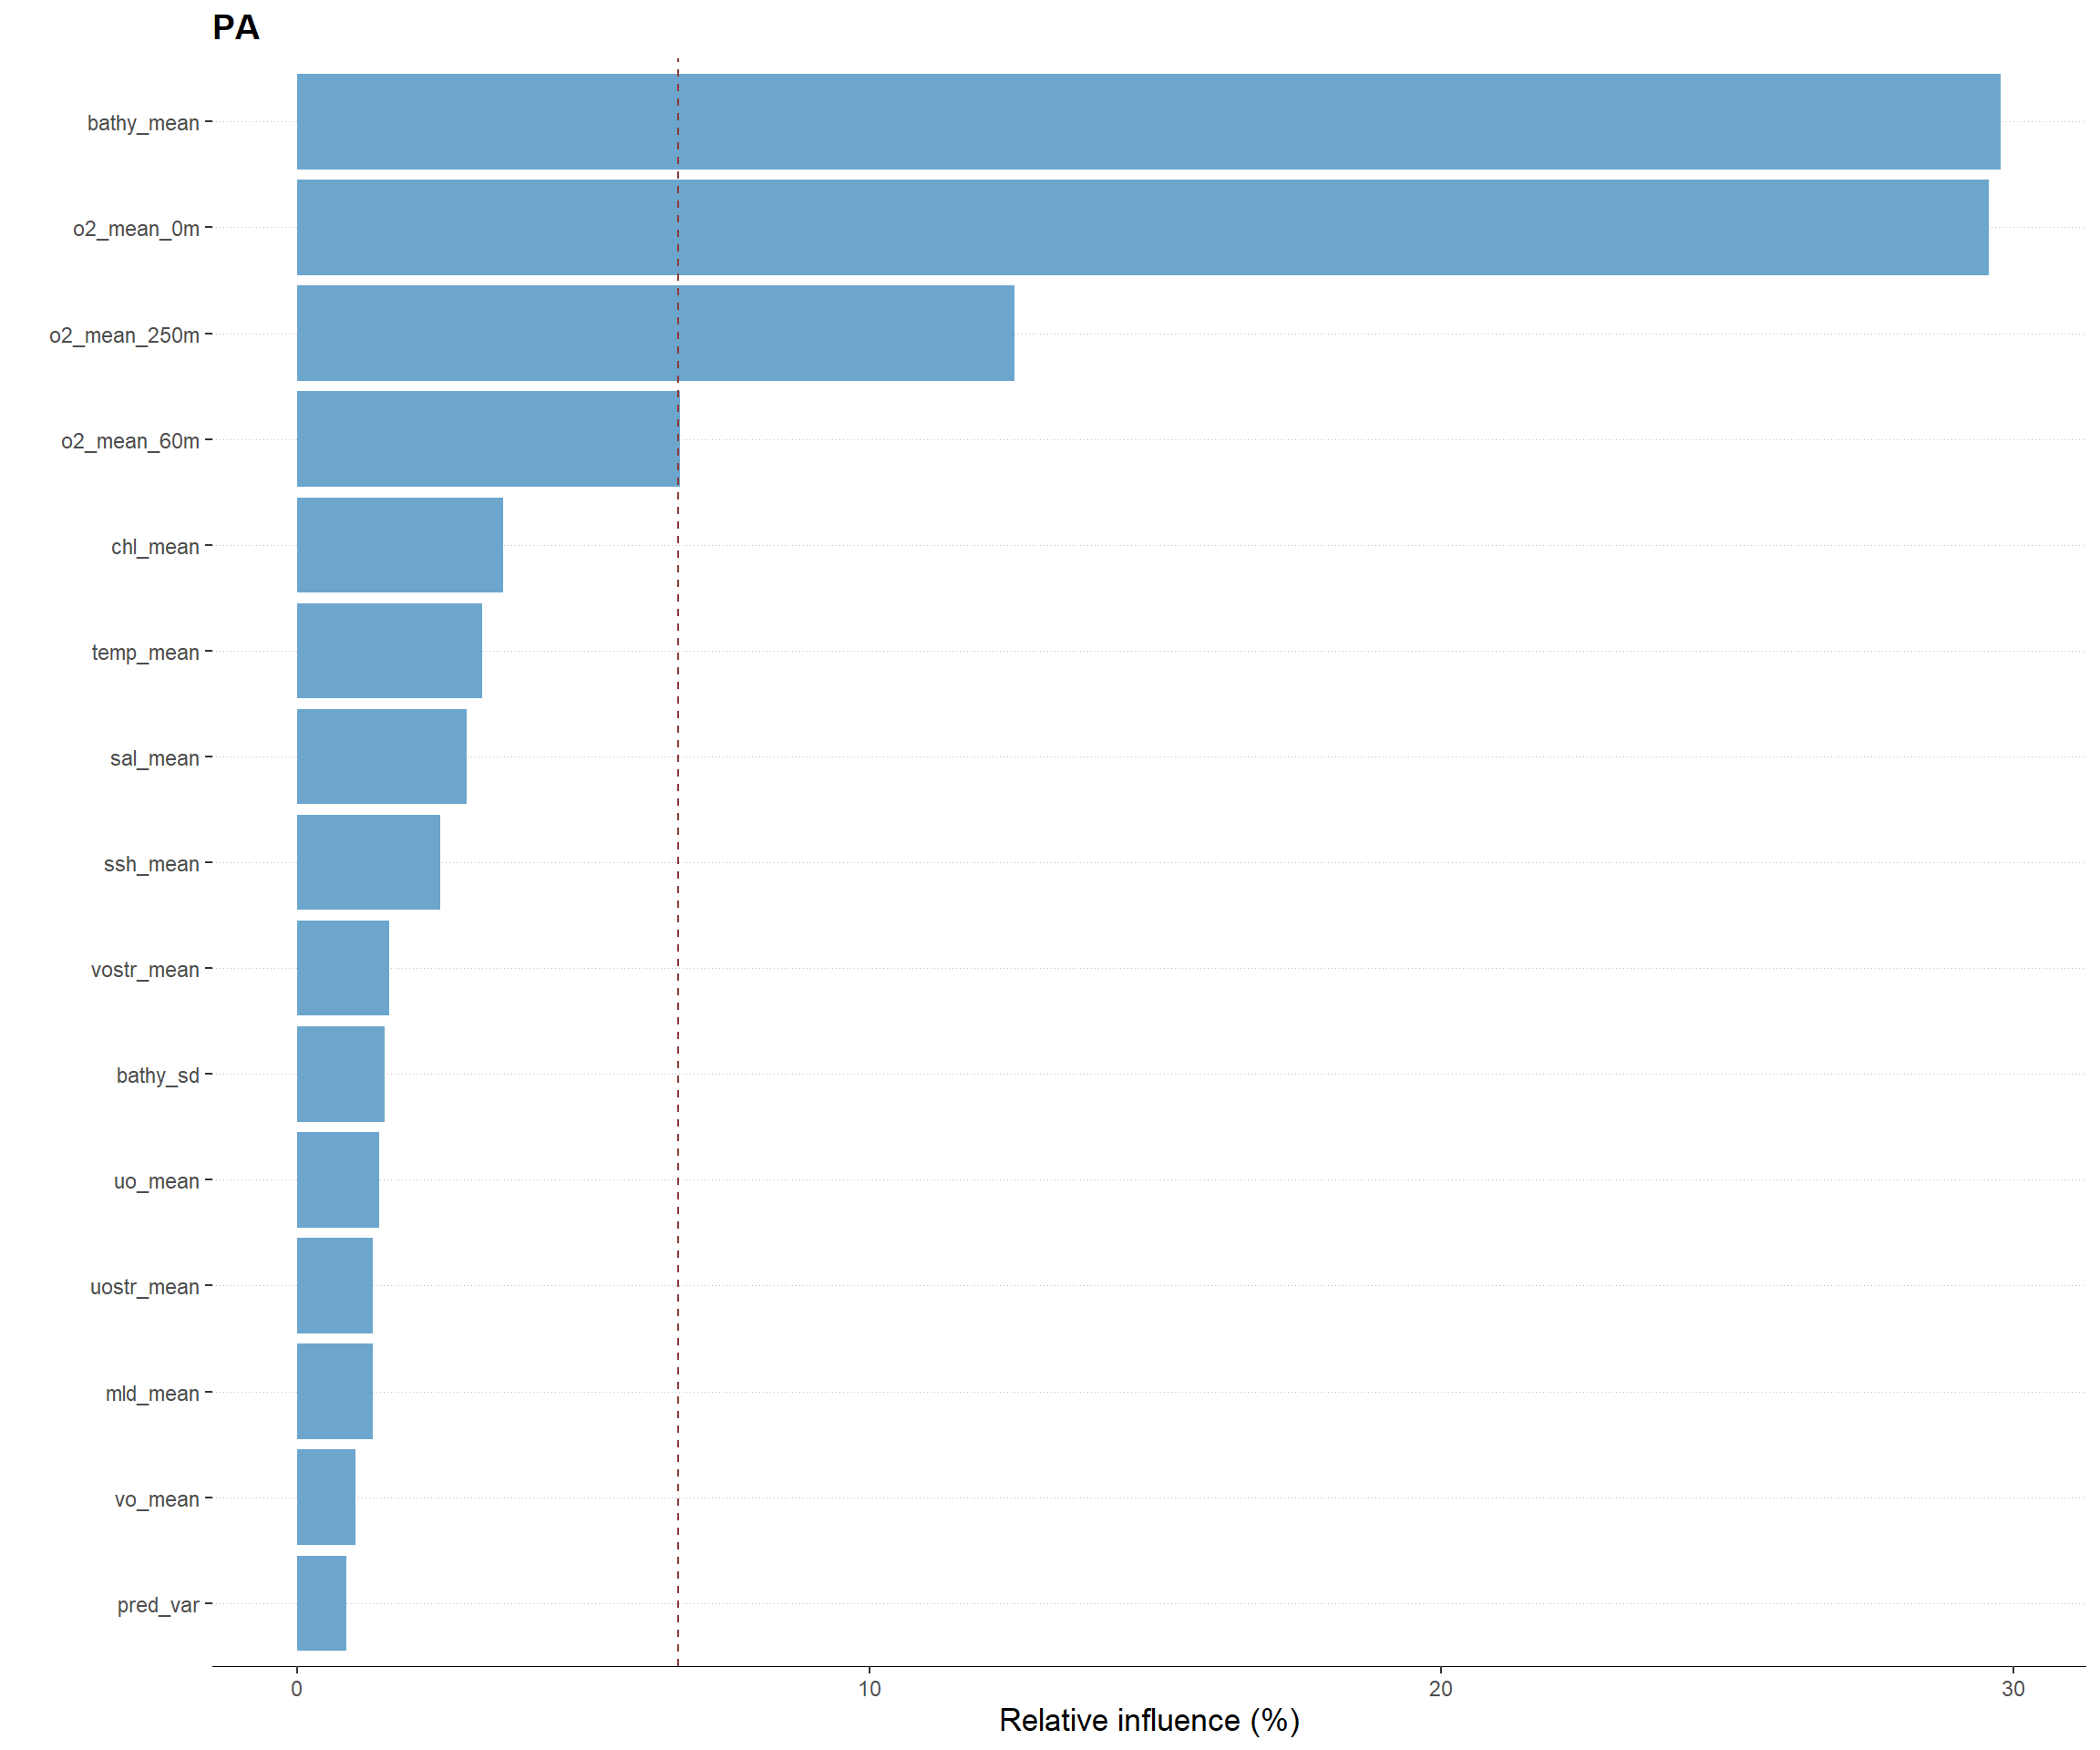 PA
bathy_mean
o2_mean_0m
o2_mean_250m
o2_mean_60m
chl_mean
temp_mean
sal_mean
ssh_mean
vostr_mean
bathy_sd
uo_mean
uostr_mean
mld_mean
vo_mean
pred_var
0 10 20 30
Relative influence (%)